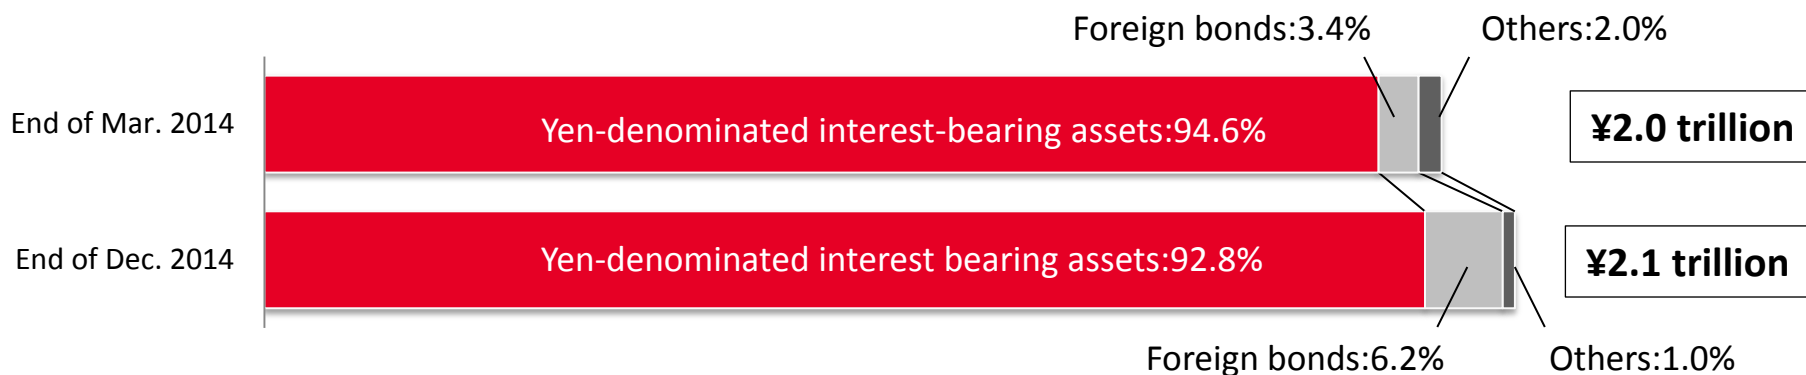 Foreign bonds:3.4%
Others:2.0%
End of Mar. 2014
Yen-denominated interest-bearing assets:94.6%
¥2.0 trillion
End of Dec. 2014
Yen-denominated interest bearing assets:92.8%
¥2.1 trillion
Foreign bonds:6.2%
Others:1.0%